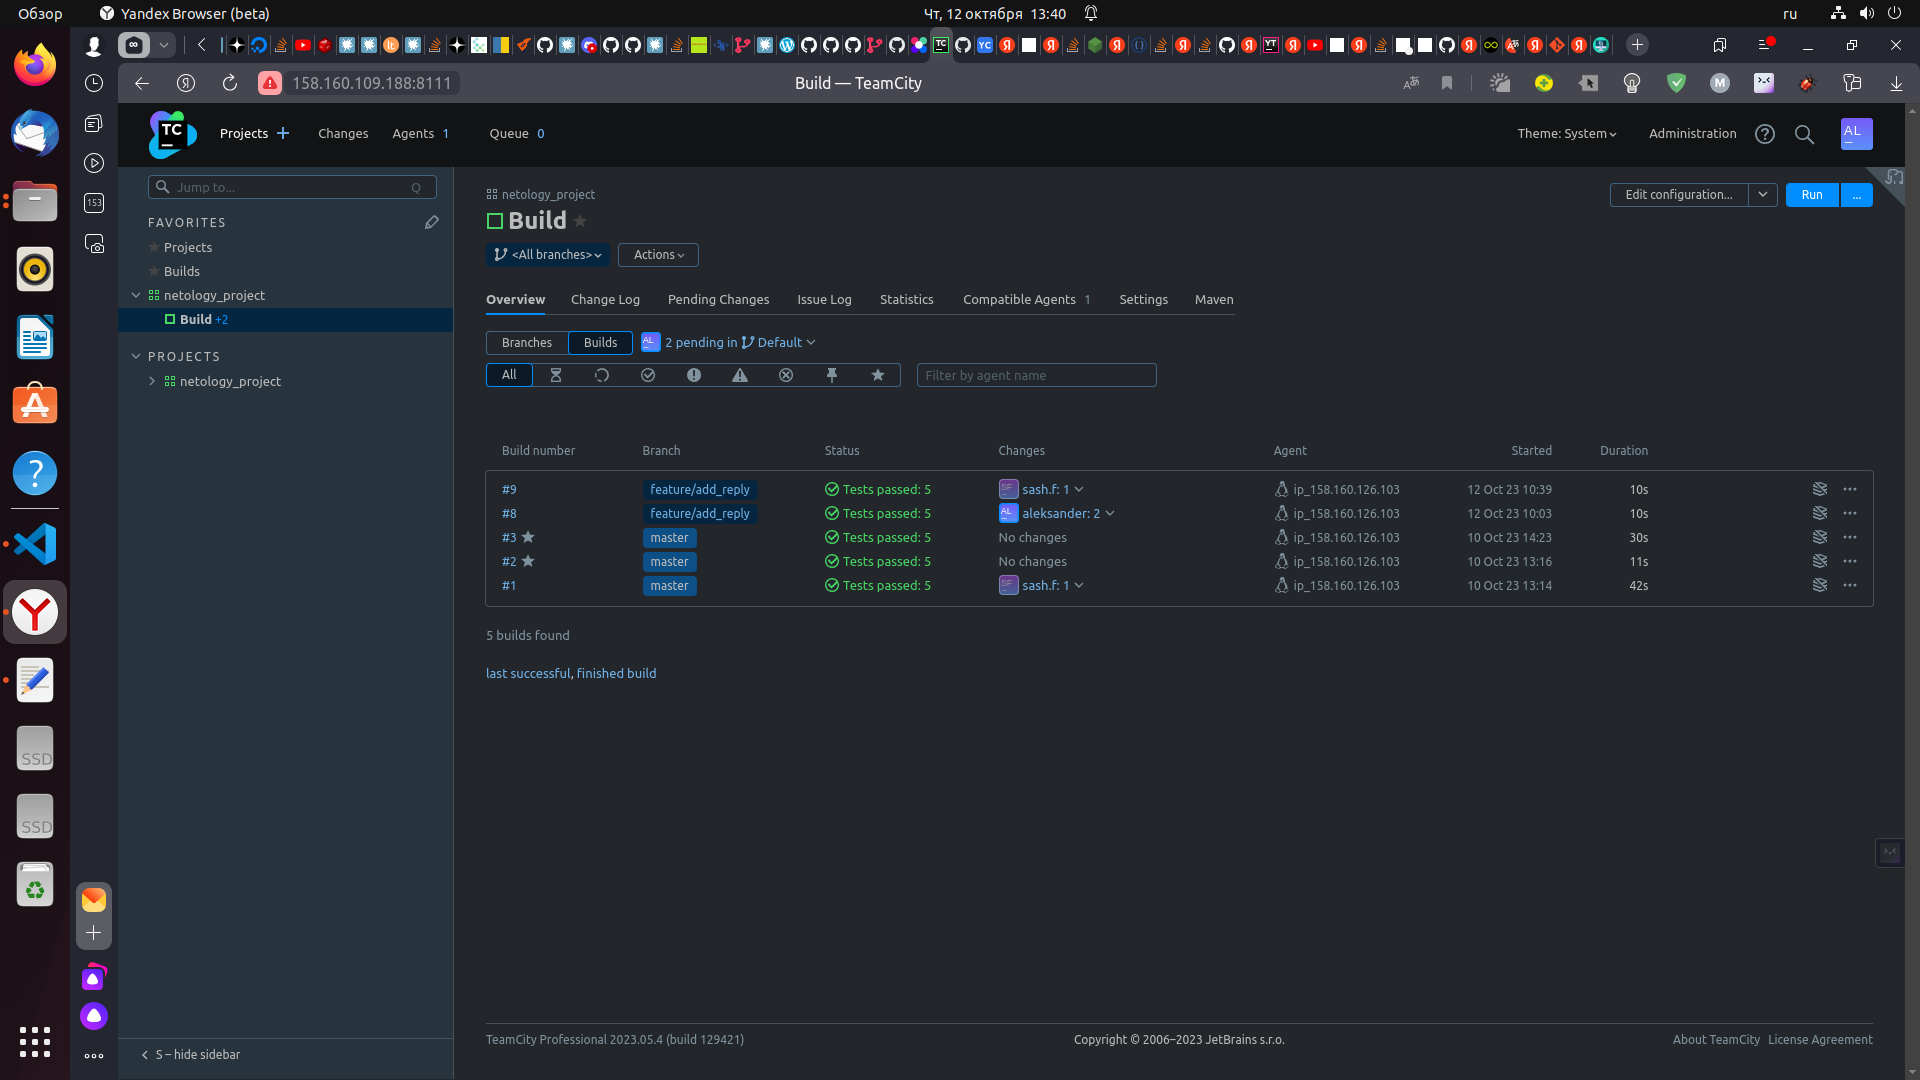 Обзор
Yandex Browser (beta)
Чт, 12 октября 13:40
ru
158.160.109.188:8111
Build — TeamCity
TC
Projects
Changes
Agents 1
Queue 0
Theme: System
Administration
AL
153
Jump to...
Q
FAVORITES
Projects
Builds
netology_project
Build +2
PROJECTS
netology_project
netology_project
Edit configuration...
Run
...
Build
<All branches>
Actions
Overview
Change Log
Pending Changes
Issue Log
Statistics
Compatible Agents 1
Settings
Maven
Branches
Builds
AL
2 pending in Default
All
Filter by agent name
Build number Branch Status Changes Agent Started Duration
#9 feature/add_reply Tests passed: 5 SF sash.f: 1 ip_158.160.126.103 12 Oct 23 10:39 10s
#8 feature/add_reply Tests passed: 5 AL aleksander: 2 ip_158.160.126.103 12 Oct 23 10:03 10s
#3 master Tests passed: 5 No changes ip_158.160.126.103 10 Oct 23 14:23 30s
#2 master Tests passed: 5 No changes ip_158.160.126.103 10 Oct 23 13:16 11s
#1 master Tests passed: 5 SF sash.f: 1 ip_158.160.126.103 10 Oct 23 13:14 42s
5 builds found
last successful, finished build
SSD
SSD
S – hide sidebar
TeamCity Professional 2023.05.4 (build 129421)
Copyright © 2006–2023 JetBrains s.r.o.
About TeamCity
License Agreement